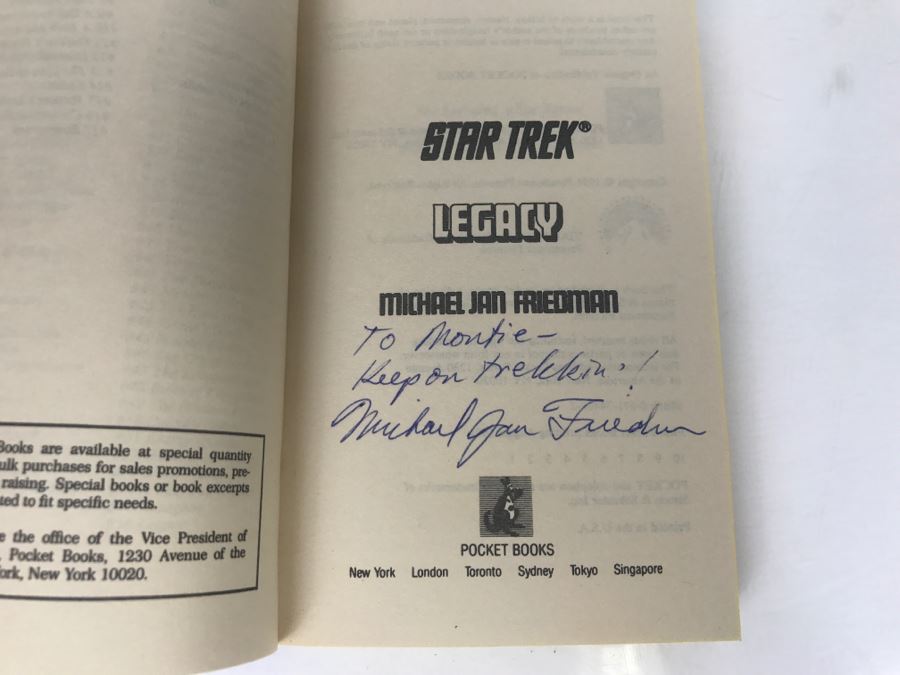 Books are available at special quantity
ulk purchases for sales promotions, pre-
raising. Special books or book excerpts
ted to fit specific needs.
e the office of the Vice President of
, Pocket Books, 1230 Avenue of the
ork, New York 10020.
STAR TREK®
LEGACY
MICHAEL JAN FRIEDMAN
To Montie-
Keep on trekkin'!
Michael Jan Friedman
POCKET BOOKS
New York London Toronto Sydney Tokyo Singapore